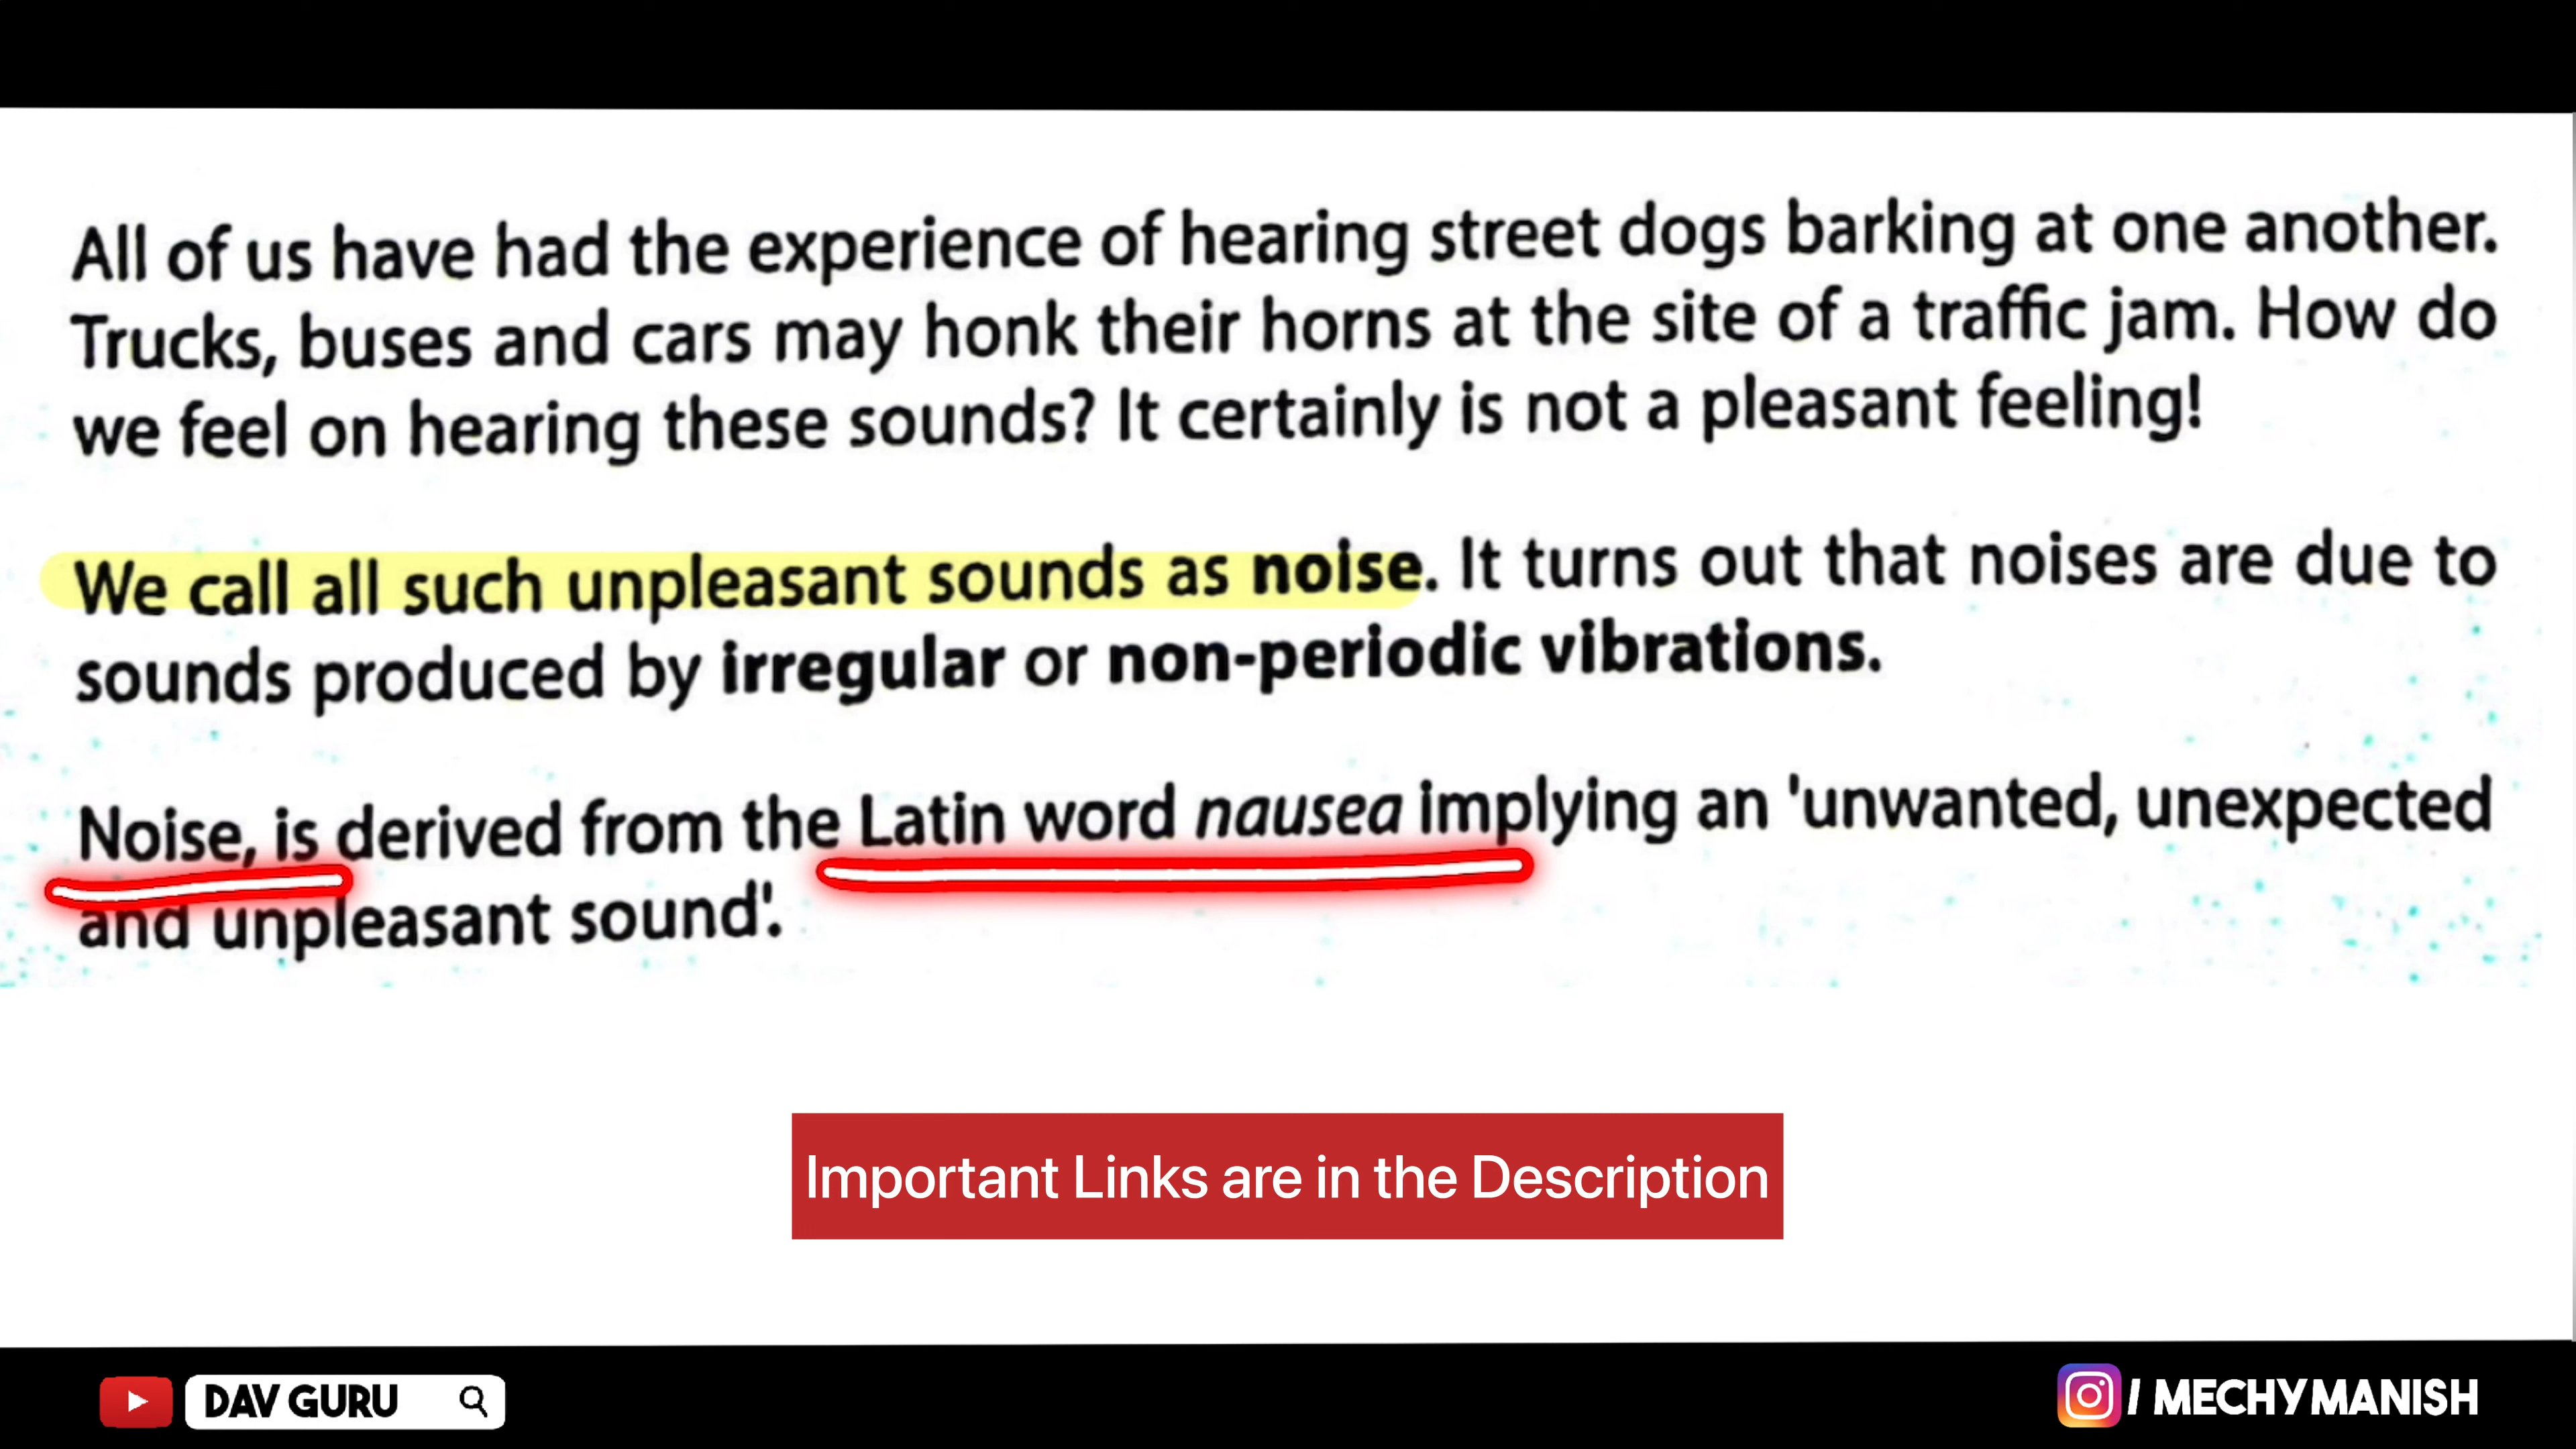 All of us have had the experience of hearing street dogs barking at one another.
Trucks, buses and cars may honk their horns at the site of a traffic jam. How do
we feel on hearing these sounds? It certainly is not a pleasant feeling!
We call all such unpleasant sounds as noise. It turns out that noises are due to
sounds produced by irregular or non-periodic vibrations.
Noise, is derived from the Latin word nausea implying an 'unwanted, unexpected
and unpleasant sound'.
Important Links are in the Description
DAV GURU
/ MECHYMANISH